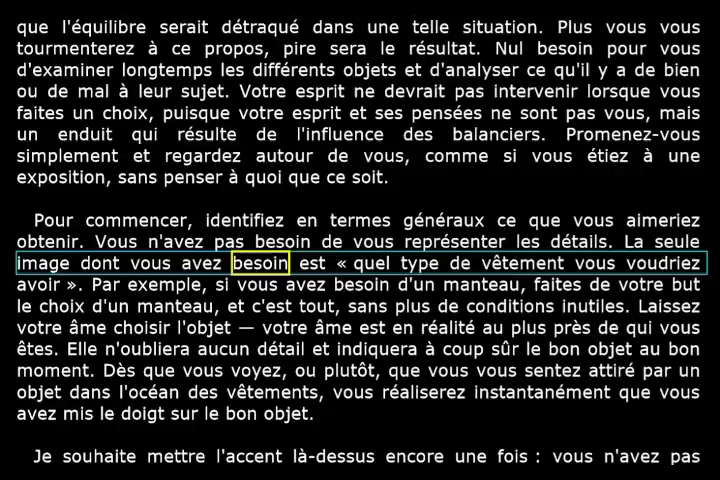 que l'équilibre serait détraqué dans une telle situation. Plus vous vous
tourmenterez à ce propos, pire sera le résultat. Nul besoin pour vous
d'examiner longtemps les différents objets et d'analyser ce qu'il y a de bien
ou de mal à leur sujet. Votre esprit ne devrait pas intervenir lorsque vous
faites un choix, puisque votre esprit et ses pensées ne sont pas vous, mais
un enduit qui résulte de l'influence des balanciers. Promenez-vous
simplement et regardez autour de vous, comme si vous étiez à une
exposition, sans penser à quoi que ce soit.
Pour commencer, identifiez en termes généraux ce que vous aimeriez
obtenir. Vous n'avez pas besoin de vous représenter les détails. La seule
image dont vous avez besoin est « quel type de vêtement vous voudriez
avoir ». Par exemple, si vous avez besoin d'un manteau, faites de votre but
le choix d'un manteau, et c'est tout, sans plus de conditions inutiles. Laissez
votre âme choisir l'objet — votre âme est en réalité au plus près de qui vous
êtes. Elle n'oubliera aucun détail et indiquera à coup sûr le bon objet au bon
moment. Dès que vous voyez, ou plutôt, que vous vous sentez attiré par un
objet dans l'océan des vêtements, vous réaliserez instantanément que vous
avez mis le doigt sur le bon objet.
Je souhaite mettre l'accent là-dessus encore une fois : vous n'avez pas